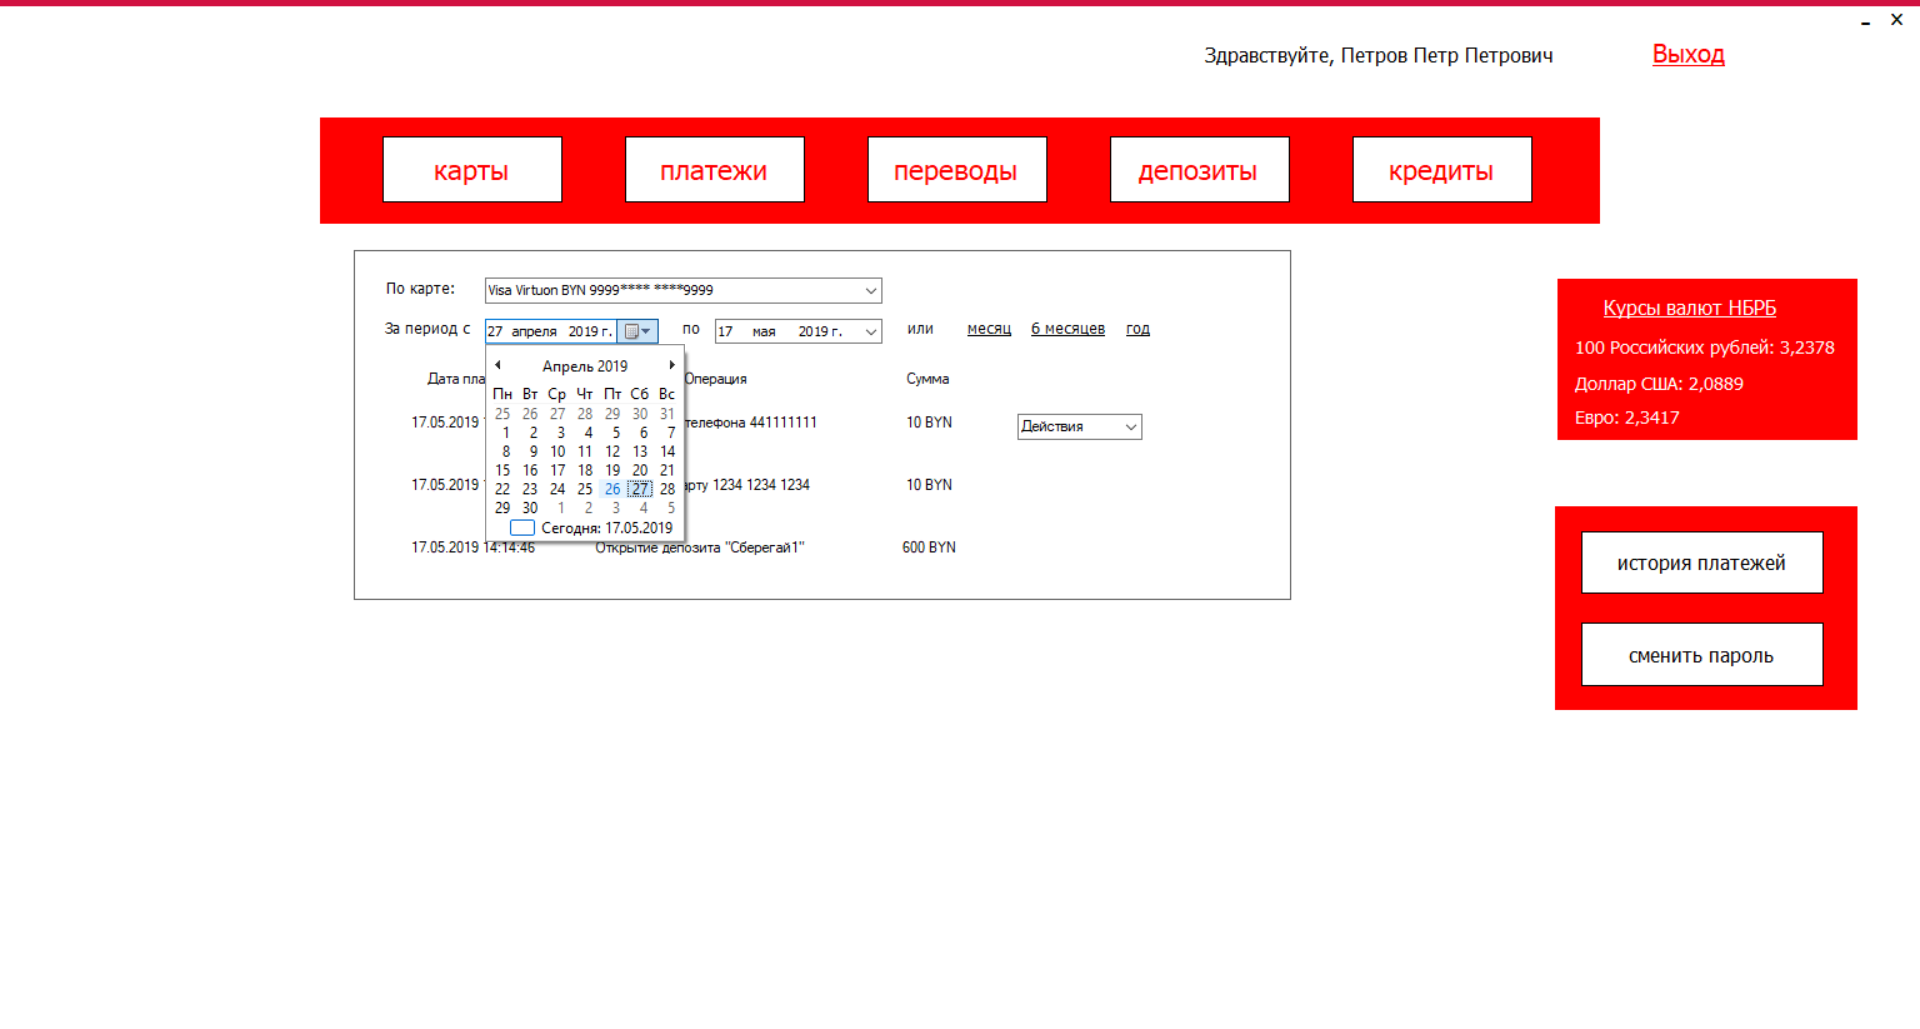 Здравствуйте, Петров Петр Петрович Выход
карты платежи переводы депозиты кредиты
По карте: Visa Virtuon BYN 9999**** ****9999
За период с 27 апреля 2019 г. по 17 мая 2019 г. или месяц 6 месяцев год
Апрель 2019
Пн Вт Ср Чт Пт Сб Вс
25 26 27 28 29 30 31
1 2 3 4 5 6 7
8 9 10 11 12 13 14
15 16 17 18 19 20 21
22 23 24 25 26 27 28
29 30 1 2 3 4 5
Сегодня: 17.05.2019
Дата Операция Сумма
17.05.2019 телефона 441111111 10 BYN Действия
17.05.2019 1234 1234 1234 10 BYN
17.05.2019 14:14:46 Открытие депозита "Сберегай1" 600 BYN
Курсы валют НБРБ
100 Российских рублей: 3,2378
Доллар США: 2,0889
Евро: 2,3417
история платежей
сменить пароль